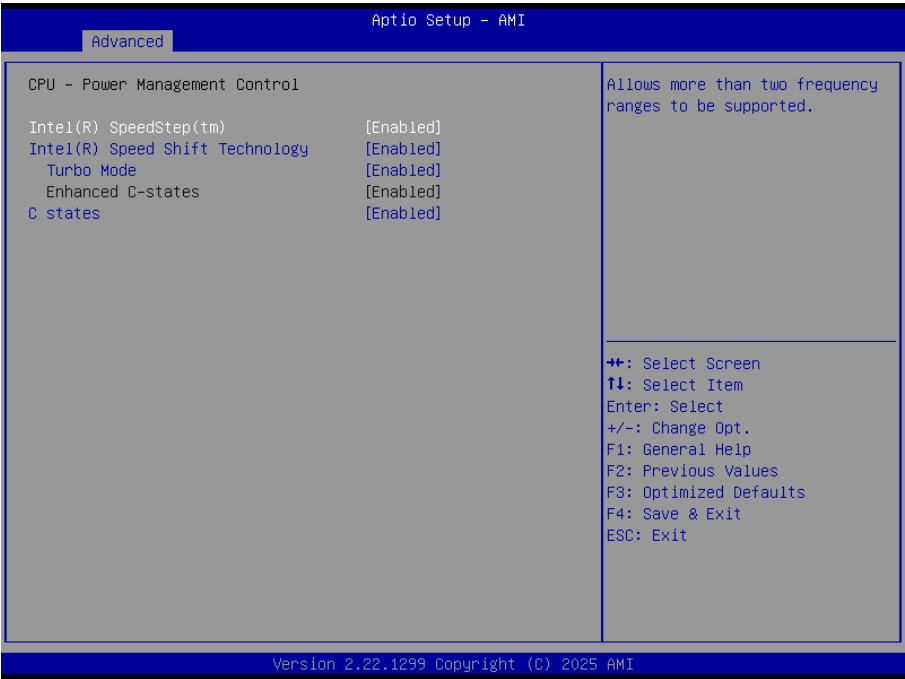 Aptio Setup - AMI
Advanced
CPU - Power Management Control
Intel(R) SpeedStep(tm) [Enabled]
Intel(R) Speed Shift Technology [Enabled]
Turbo Mode [Enabled]
Enhanced C-states [Enabled]
C states [Enabled]
Allows more than two frequency
ranges to be supported.
→←: Select Screen
↑↓: Select Item
Enter: Select
+/-: Change Opt.
F1: General Help
F2: Previous Values
F3: Optimized Defaults
F4: Save & Exit
ESC: Exit
Version 2.22.1299 Copyright (C) 2025 AMI